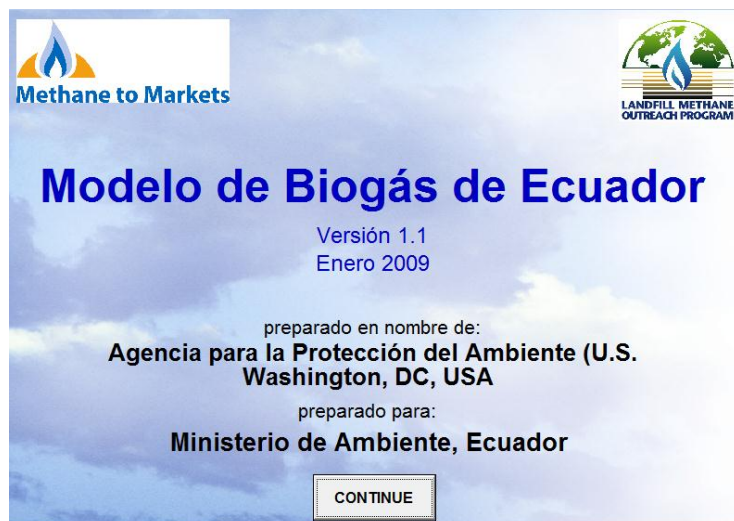 Methane to Markets
LANDFILL METHANE
OUTREACH PROGRAM
Modelo de Biogás de Ecuador
Versión 1.1
Enero 2009
preparado en nombre de:
Agencia para la Protección del Ambiente (U.S.
Washington, DC, USA
preparado para:
Ministerio de Ambiente, Ecuador
CONTINUE